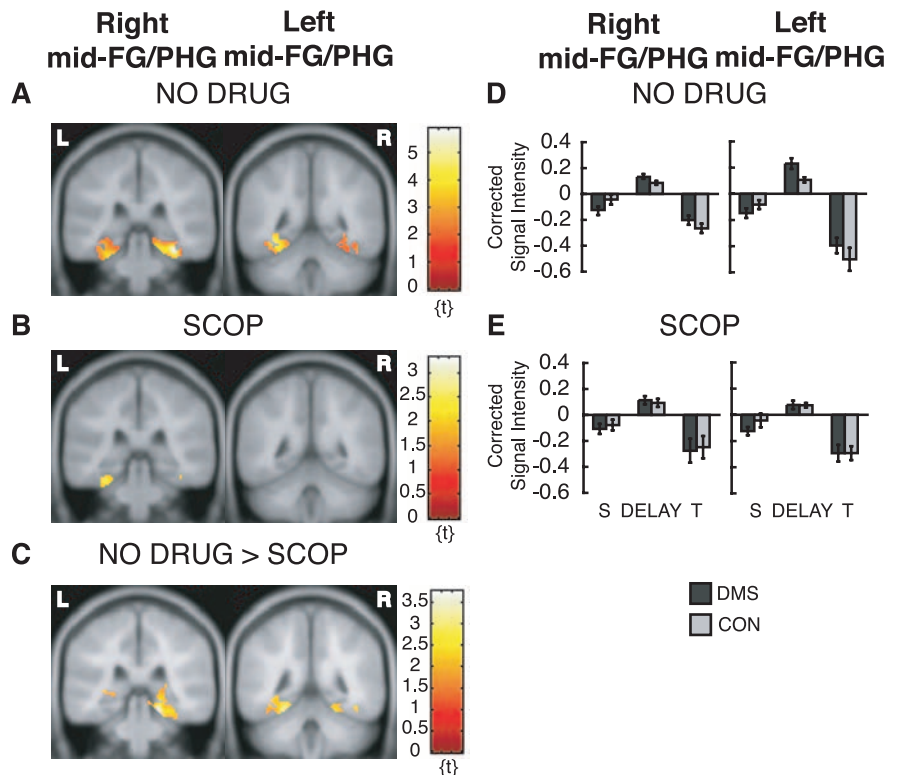 Right
mid-FG/PHG
Left
mid-FG/PHG
A
NO DRUG
L
R
5
4
3
2
1
0
{t}
B
SCOP
L
R
3
2.5
2
1.5
1
0.5
0
{t}
C
NO DRUG > SCOP
L
R
3.5
3
2.5
2
1.5
1
0.5
0
{t}
Right
mid-FG/PHG
Left
mid-FG/PHG
D
NO DRUG
Corrected
Signal Intensity
0.4
0.2
0
-0.2
-0.4
-0.6
E
SCOP
Corrected
Signal Intensity
0.4
0.2
0
-0.2
-0.4
-0.6
S DELAY T
S DELAY T
DMS
CON